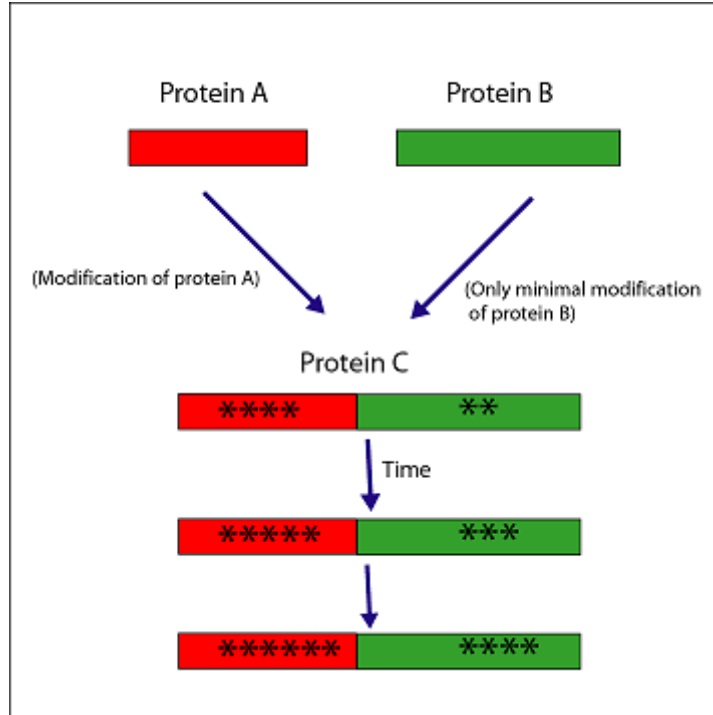 Protein A
Protein B
(Modification of protein A)
(Only minimal modification
of protein B)
Protein C
**** **
Time
***** ***
****** ****